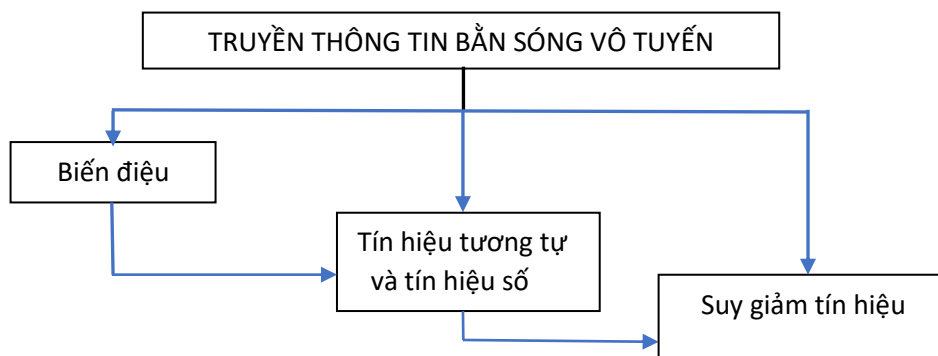 TRUYỀN THÔNG TIN BẰN SÓNG VÔ TUYẾN
Biến điệu
Tín hiệu tương tự
và tín hiệu số
Suy giảm tín hiệu